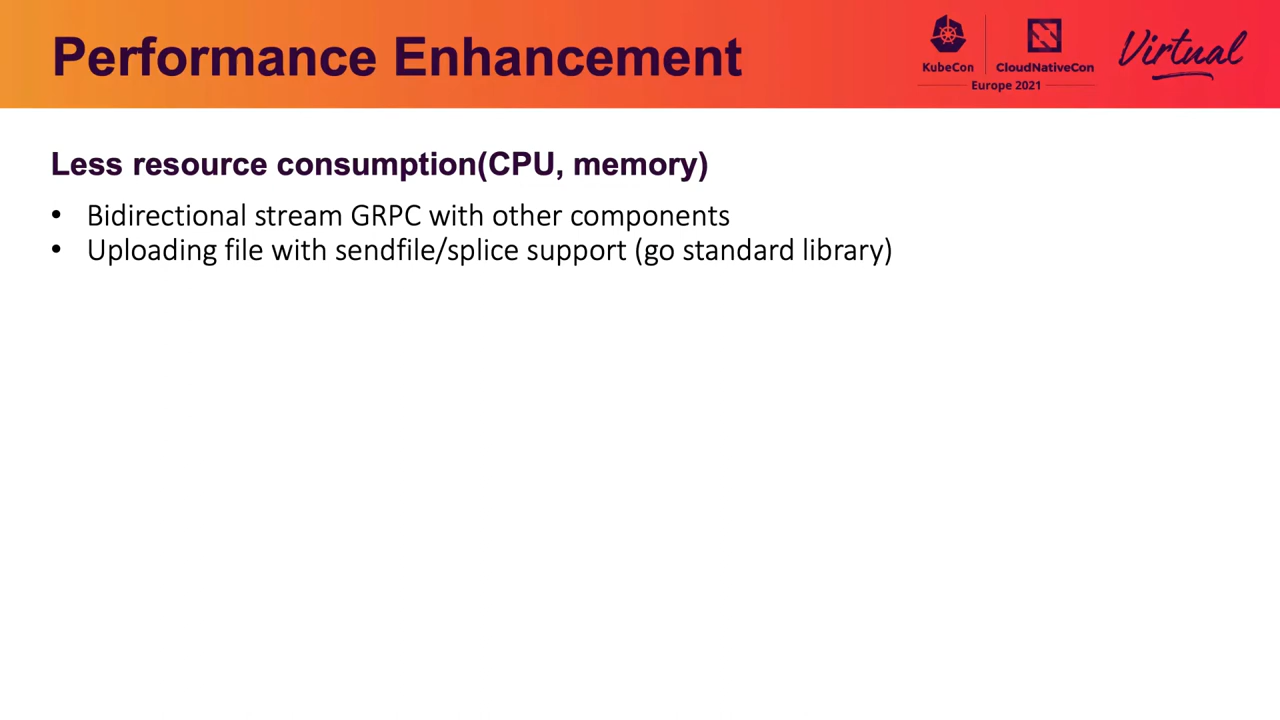 Performance Enhancement
KubeCon
CloudNativeCon
Europe 2021
Virtual
Less resource consumption(CPU, memory)
• Bidirectional stream GRPC with other components
• Uploading file with sendfile/splice support (go standard library)